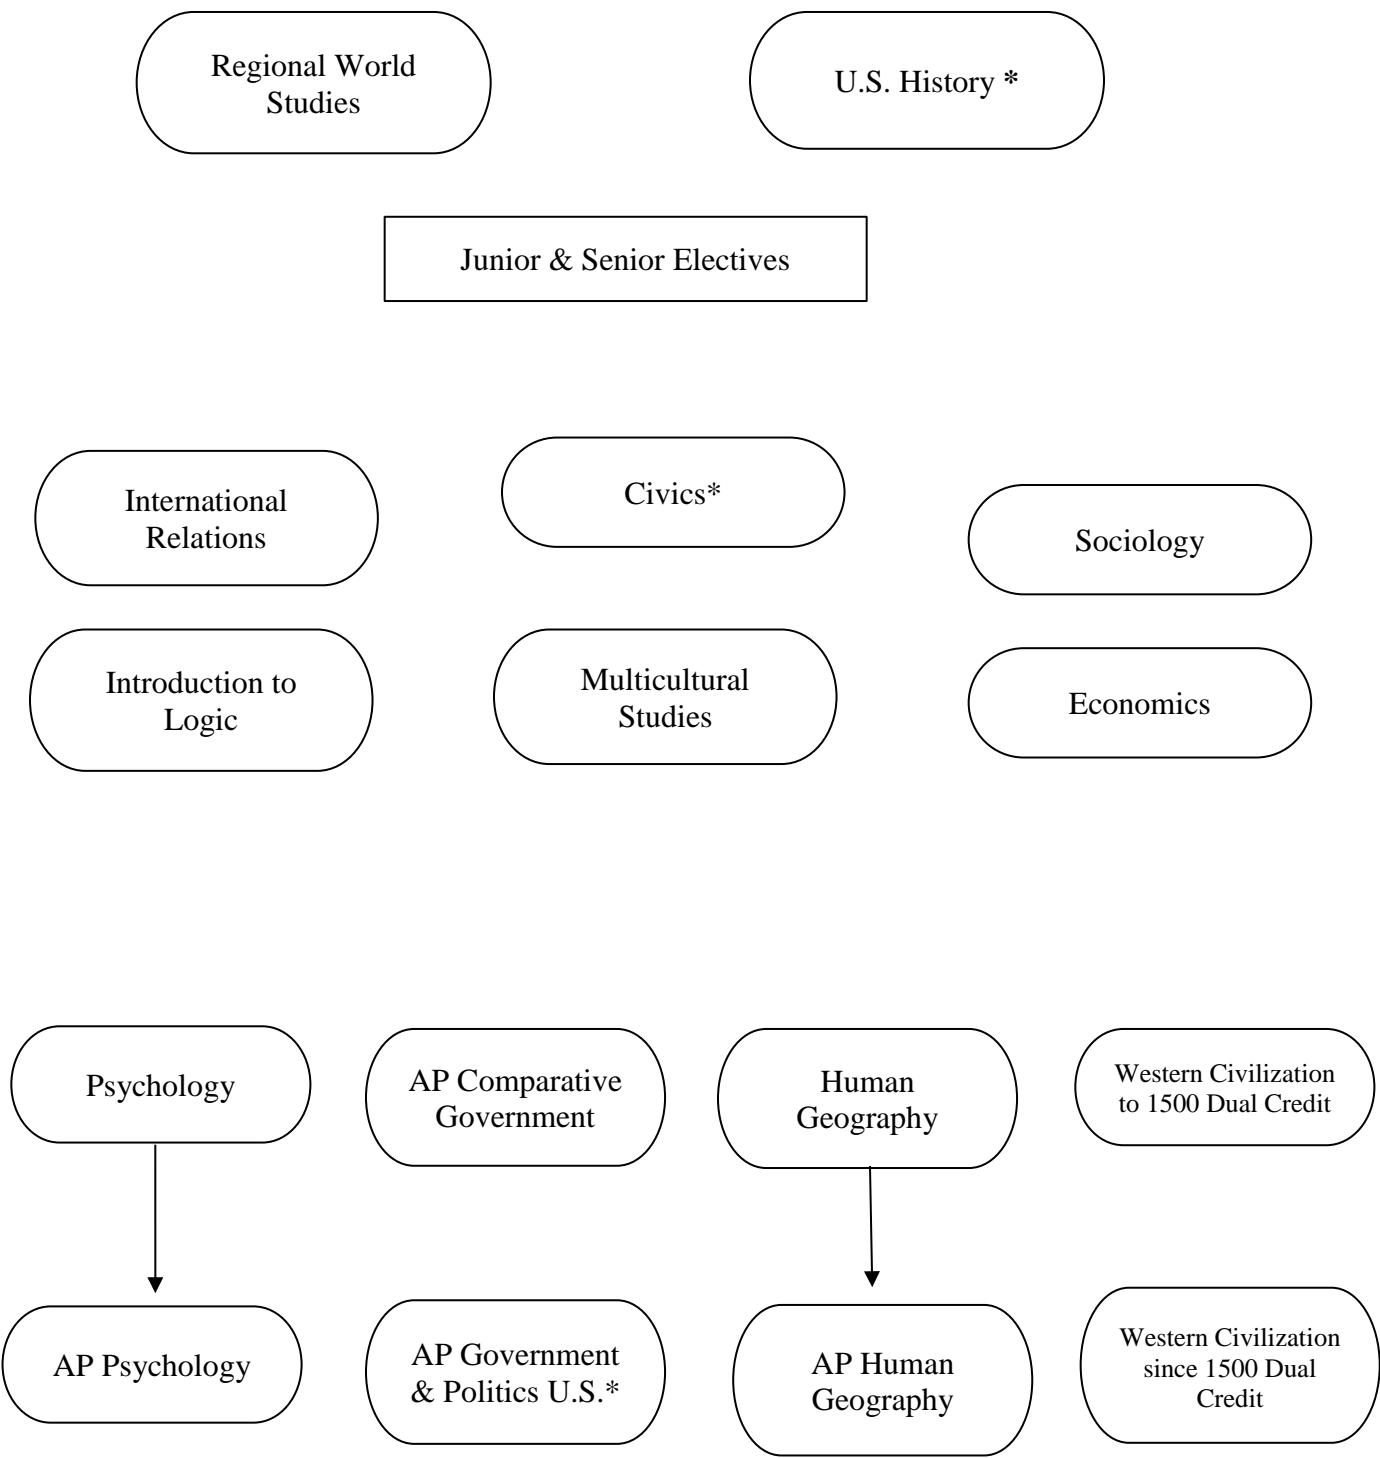 Regional World
Studies
U.S. History *
Junior & Senior Electives
International
Relations
Civics*
Sociology
Introduction to
Logic
Multicultural
Studies
Economics
Psychology
AP Comparative
Government
Human
Geography
Western Civilization
to 1500 Dual Credit
AP Psychology
AP Government
& Politics U.S.*
AP Human
Geography
Western Civilization
since 1500 Dual
Credit